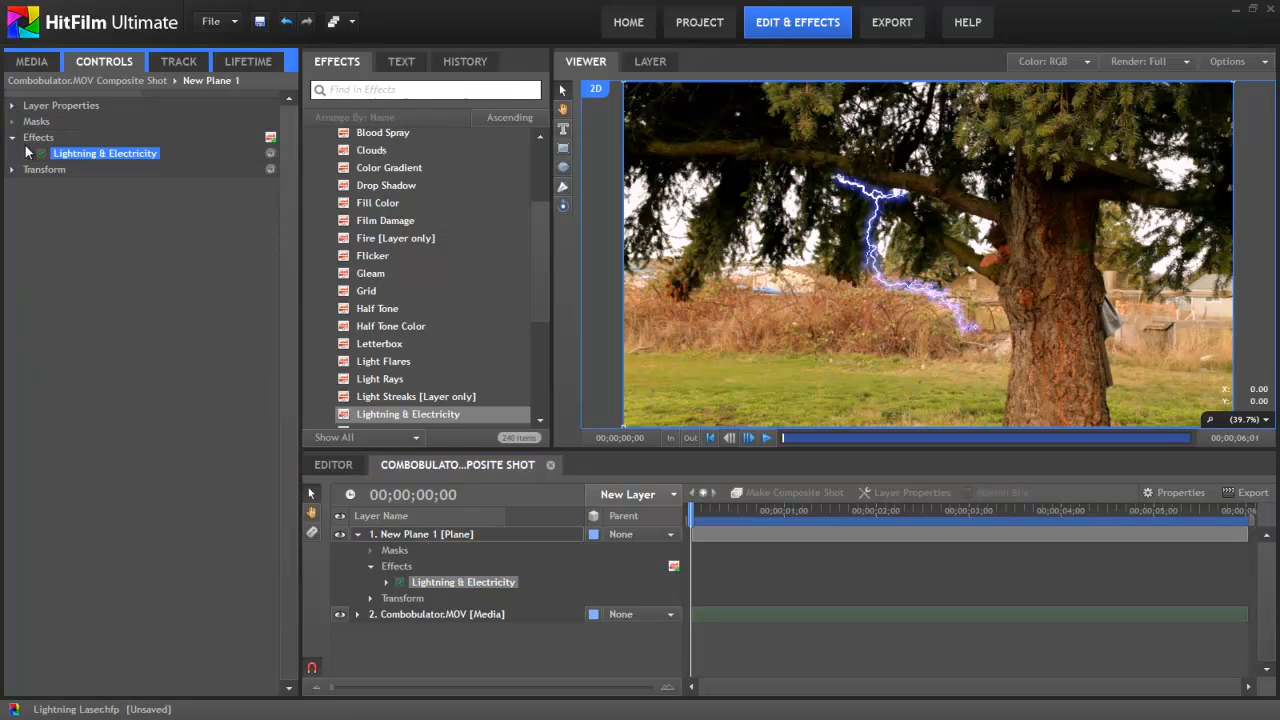 HitFilm Ultimate
File
HOME
PROJECT
EDIT & EFFECTS
EXPORT
HELP
MEDIA
CONTROLS
TRACK
LIFETIME
Combobulator.MOV Composite Shot
New Plane 1
Layer Properties
Masks
Effects
Lightning & Electricity
Transform
EFFECTS
TEXT
HISTORY
Find in Effects
Arrange By: Name
Ascending
Blood Spray
Clouds
Color Gradient
Drop Shadow
Fill Color
Film Damage
Fire [Layer only]
Flicker
Gleam
Grid
Half Tone
Half Tone Color
Letterbox
Light Flares
Light Rays
Light Streaks [Layer only]
Lightning & Electricity
Show All
240 items
VIEWER
LAYER
Color: RGB
Render: Full
Options
2D
X: 0.00
Y: 0.00
(39.7%)
00;00;00;00
In
Out
00;00;06;01
EDITOR
COMBOBULATO...POSITE SHOT
00;00;00;00
New Layer
Make Composite Shot
Layer Properties
Motion Blur
Properties
Export
Layer Name
Parent
00;00;01;00
00;00;02;00
00;00;03;00
00;00;04;00
00;00;05;00
00;00;06
1. New Plane 1 [Plane]
None
Masks
Effects
Lightning & Electricity
Transform
2. Combobulator.MOV [Media]
None
Lightning Laser.hfp
[Unsaved]